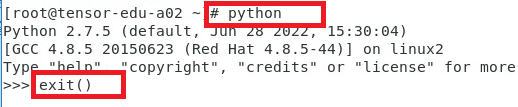 [root@tensor-edu-a02 ~]# python
Python 2.7.5 (default, Jun 28 2022, 15:30:04)
[GCC 4.8.5 20150623 (Red Hat 4.8.5-44)] on linux2
Type "help", "copyright", "credits" or "license" for more
>>> exit()